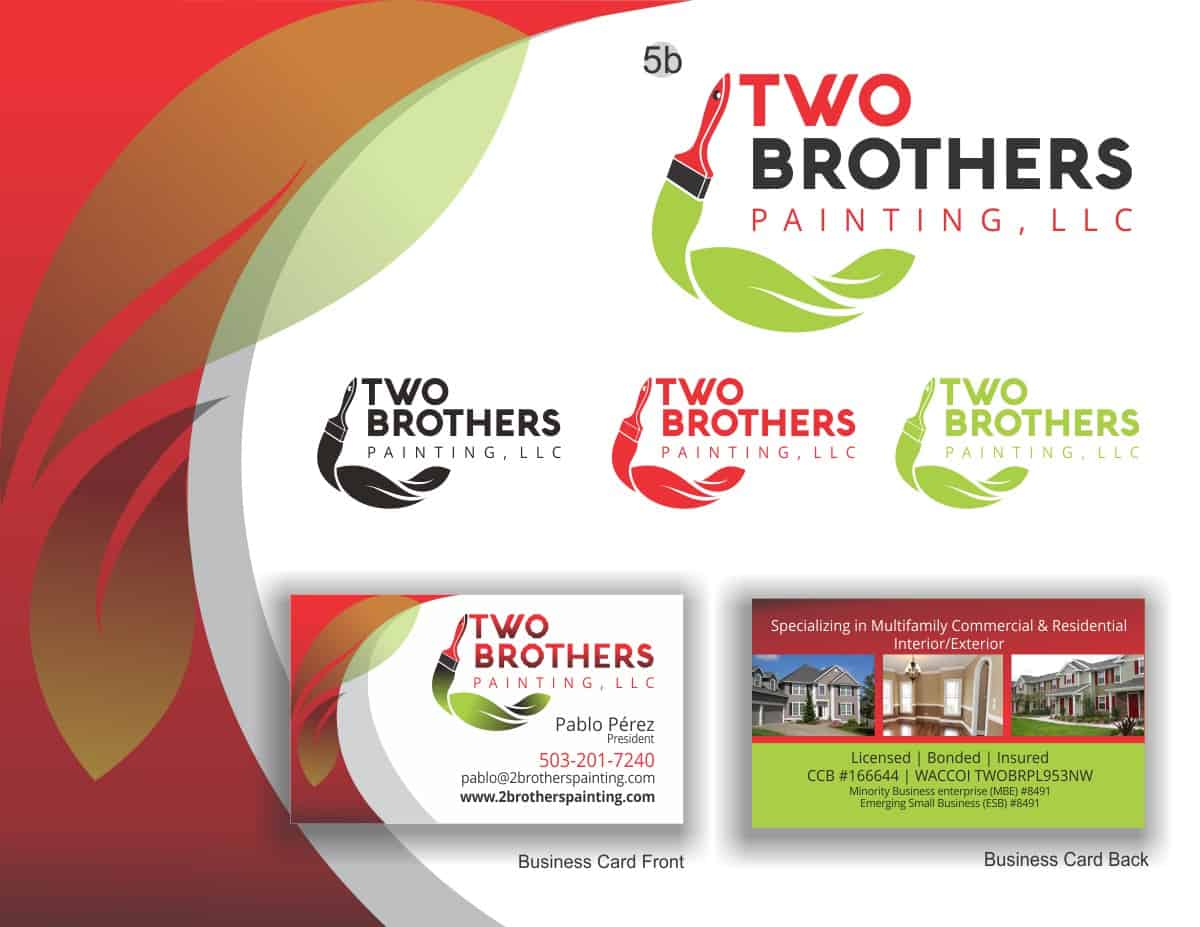 5b
TWO
BROTHERS
PAINTING, LLC
TWO
BROTHERS
PAINTING, LLC
TWO
BROTHERS
PAINTING, LLC
TWO
BROTHERS
PAINTING, LLC
TWO
BROTHERS
PAINTING, LLC
Pablo Pérez
President
503-201-7240
pablo@2brotherspainting.com
www.2brotherspainting.com
Business Card Front
Specializing in Multifamily Commercial & Residential
Interior/Exterior
Licensed | Bonded | Insured
CCB #166644 | WACCOI TWOBRPL953NW
Minority Business enterprise (MBE) #8491
Emerging Small Business (ESB) #8491
Business Card Back